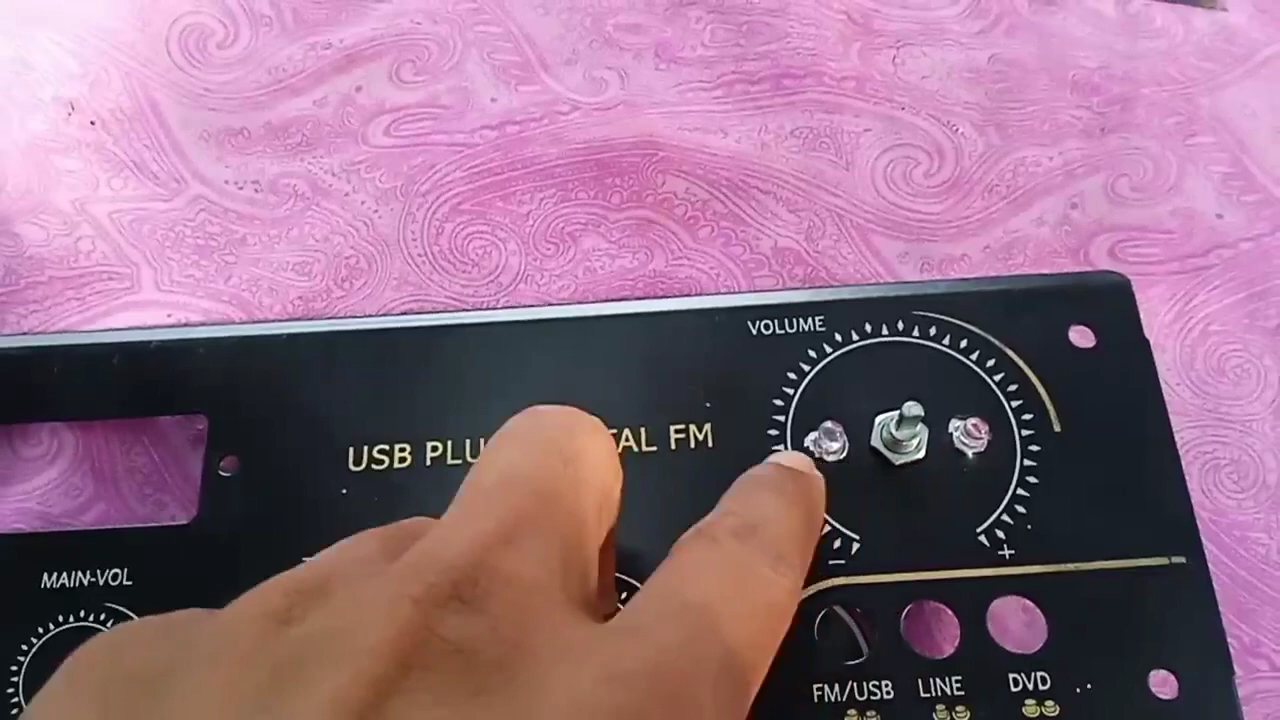 VOLUME
USB PLU TAL FM
MAIN-VOL
- +
FM/USB LINE DVD